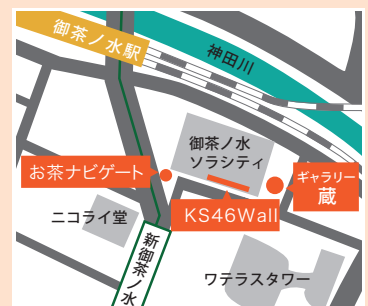 御茶ノ水駅
神田川
御茶ノ水
ソラシティ
お茶ナビゲート
ギャラリー
蔵
KS46Wall
ニコライ堂
新御茶ノ水
ワテラスタワー